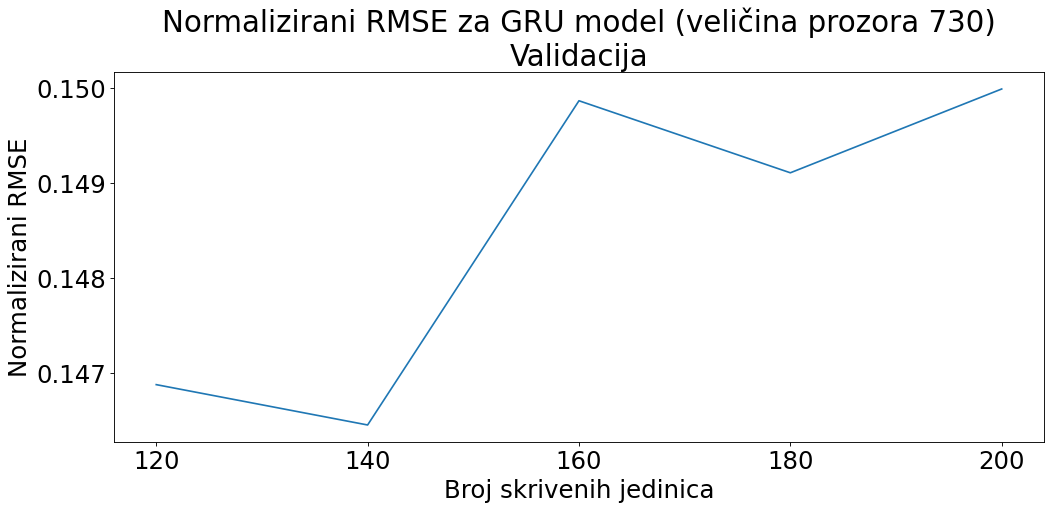 Normalizirani RMSE za GRU model (veličina prozora 730)
Validacija
Normalizirani RMSE
0.150
0.149
0.148
0.147
120 140 160 180 200
Broj skrivenih jedinica